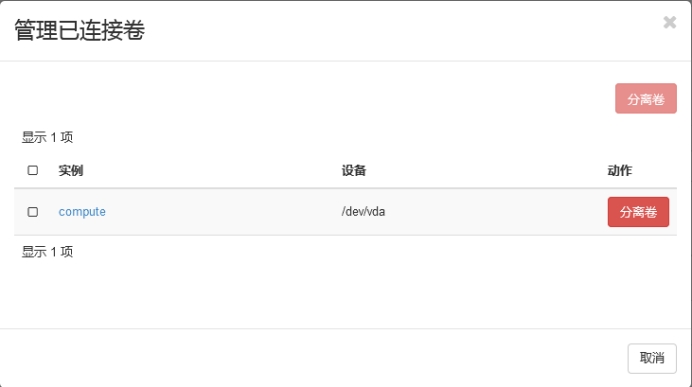 管理已连接卷
×
分离卷
显示 1 项
实例 设备 动作
compute /dev/vda 分离卷
显示 1 项
取消